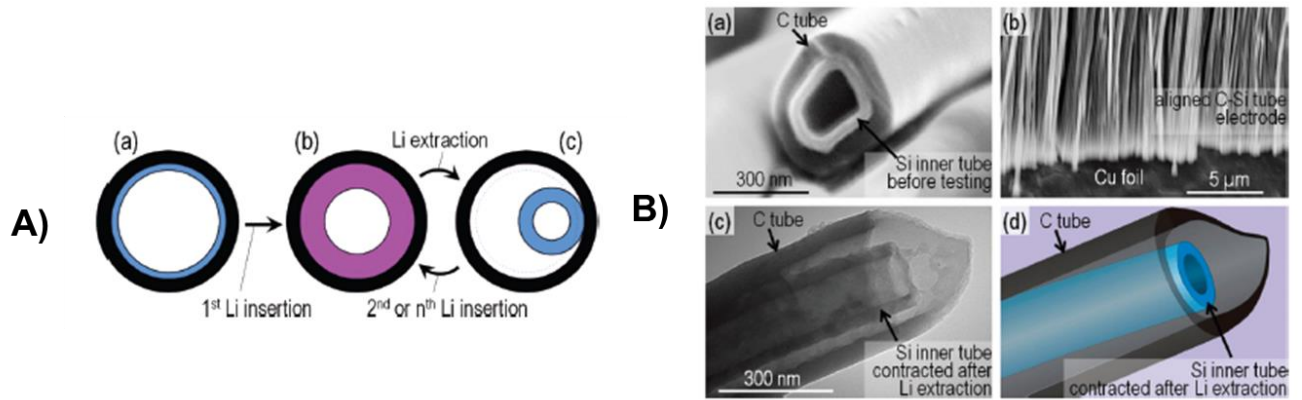 A)
(a)
(b)
Li extraction
(c)
1st Li insertion
2nd or nth Li insertion
B)
(a)
C tube
Si inner tube
before testing
300 nm
(b)
aligned C-Si tube
electrode
Cu foil
5 µm
(c)
C tube
Si inner tube
contracted after
Li extraction
300 nm
(d)
C tube
Si inner tube
contracted after Li extraction